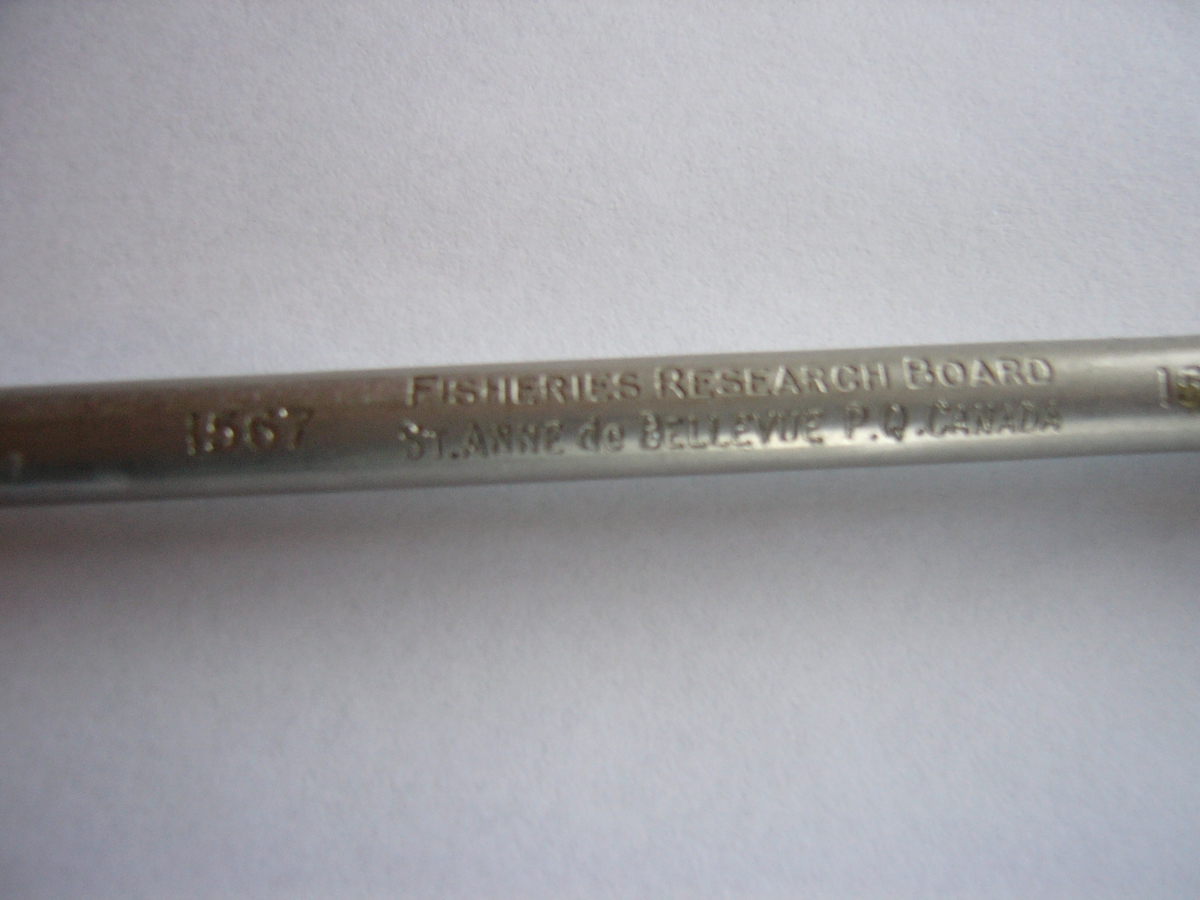 1567
FISHERIES RESEARCH BOARD
ST. ANNE de BELLEVUE P.Q. CANADA